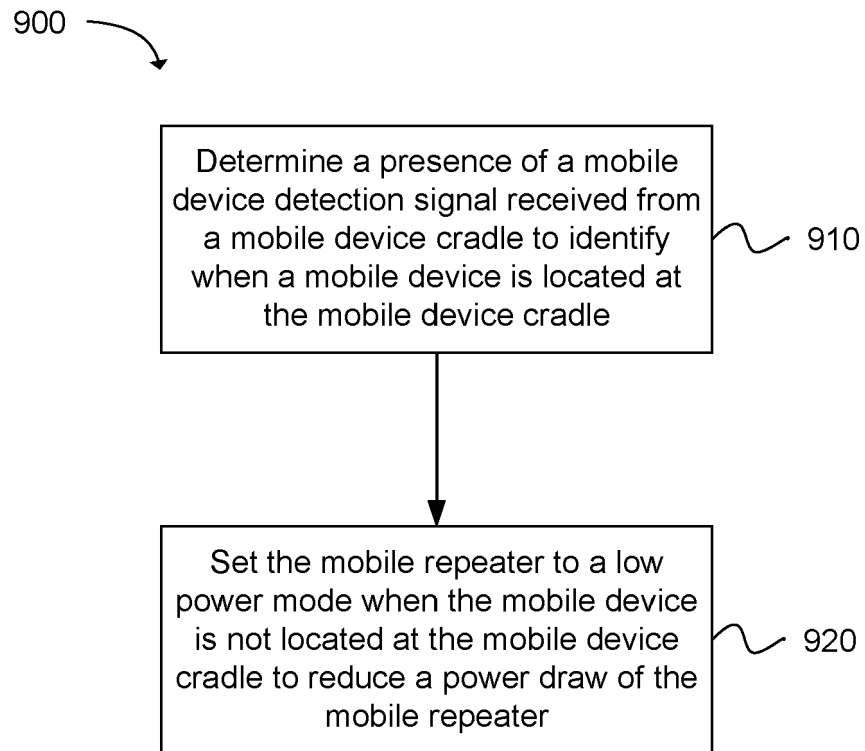 900
Determine a presence of a mobile
device detection signal received from
a mobile device cradle to identify
when a mobile device is located at
the mobile device cradle
910
Set the mobile repeater to a low
power mode when the mobile device
is not located at the mobile device
cradle to reduce a power draw of the
mobile repeater
920